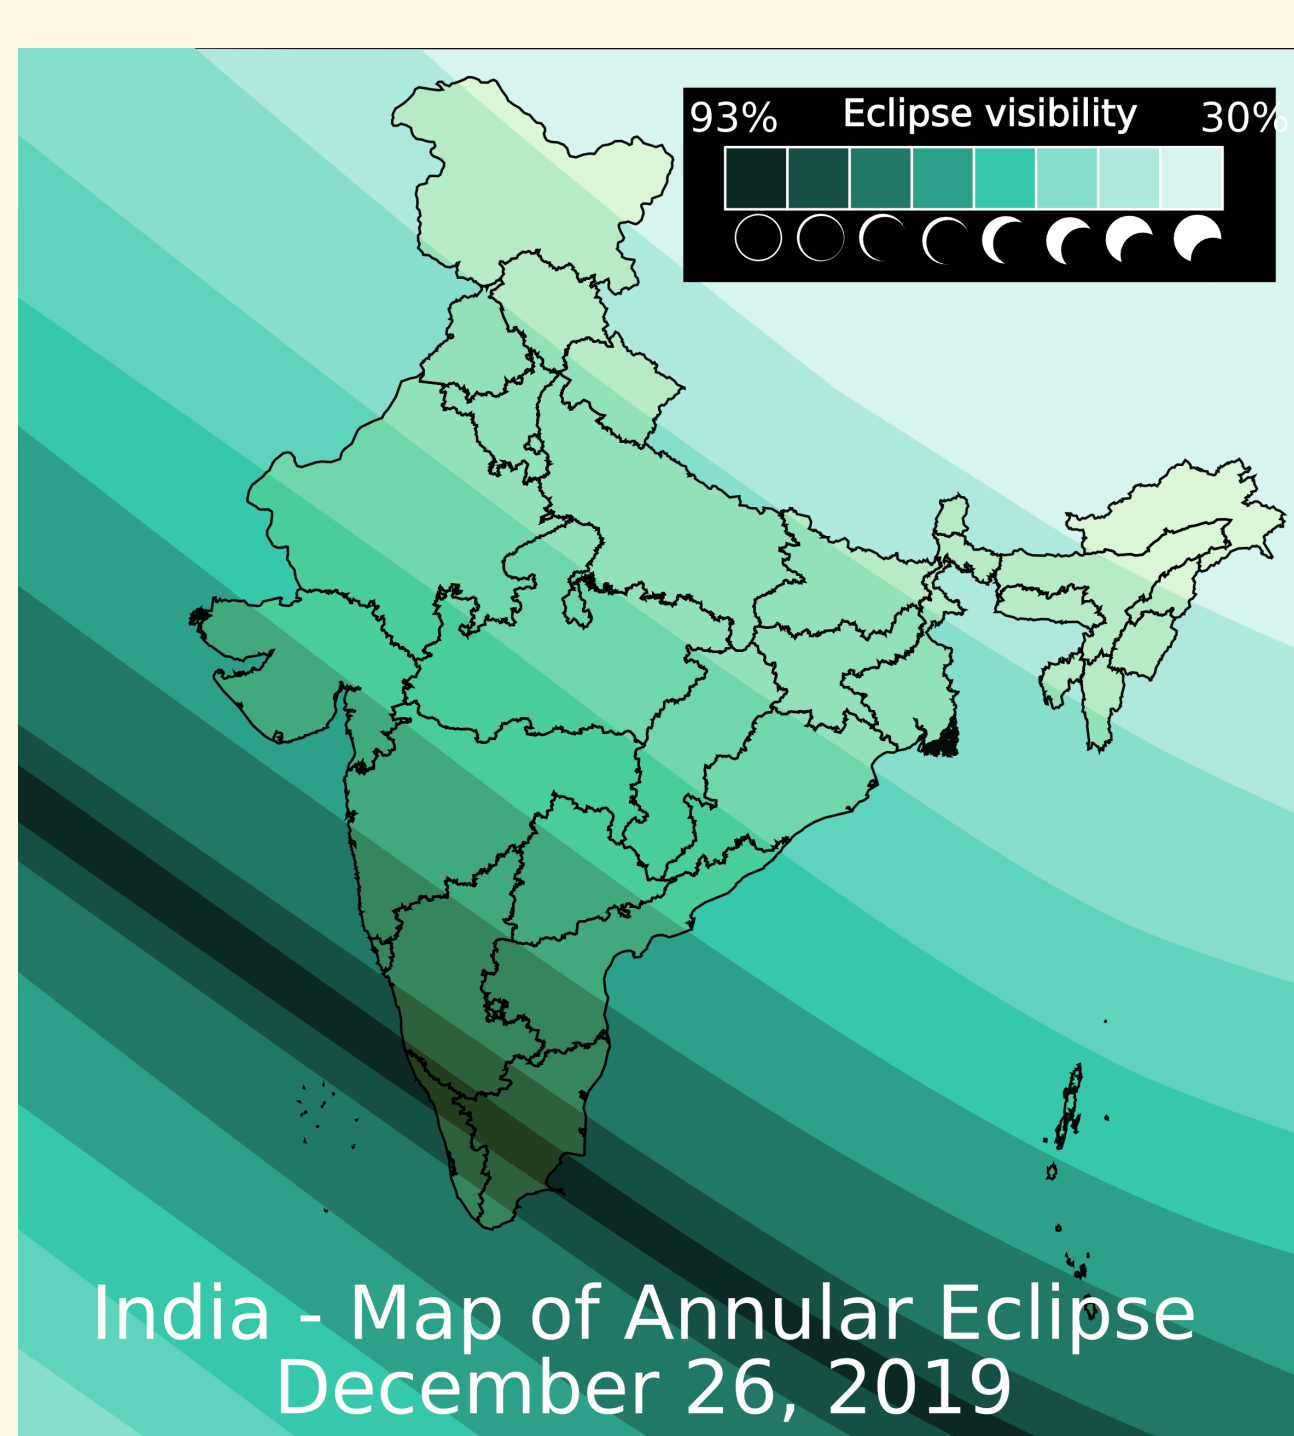 93% Eclipse visibility 30%
India - Map of Annular Eclipse
December 26, 2019